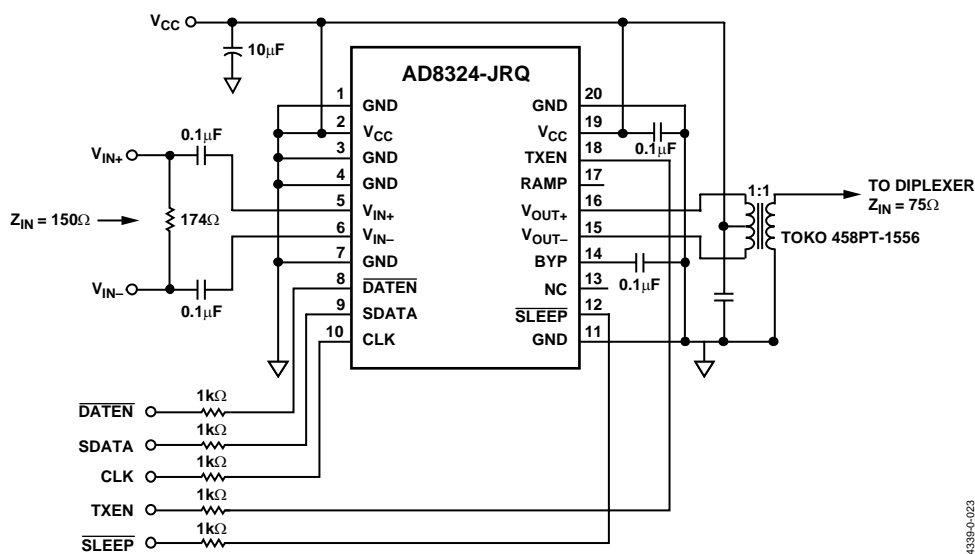 VCC
10µF
AD8324-JRQ
1 GND
2 VCC
3 GND
4 GND
5 VIN+
6 VIN–
7 GND
8 DATEN
9 SDATA
10 CLK
GND 20
VCC 19
TXEN 18
RAMP 17
VOUT+ 16
VOUT– 15
BYP 14
NC 13
SLEEP 12
GND 11
0.1µF
VIN+
ZIN = 150Ω
174Ω
VIN–
0.1µF
0.1µF
0.1µF
1:1
TO DIPLEXER
ZIN = 75Ω
TOKO 458PT-1556
1kΩ
DATEN
1kΩ
SDATA
1kΩ
CLK
1kΩ
TXEN
1kΩ
SLEEP
4339-0-023